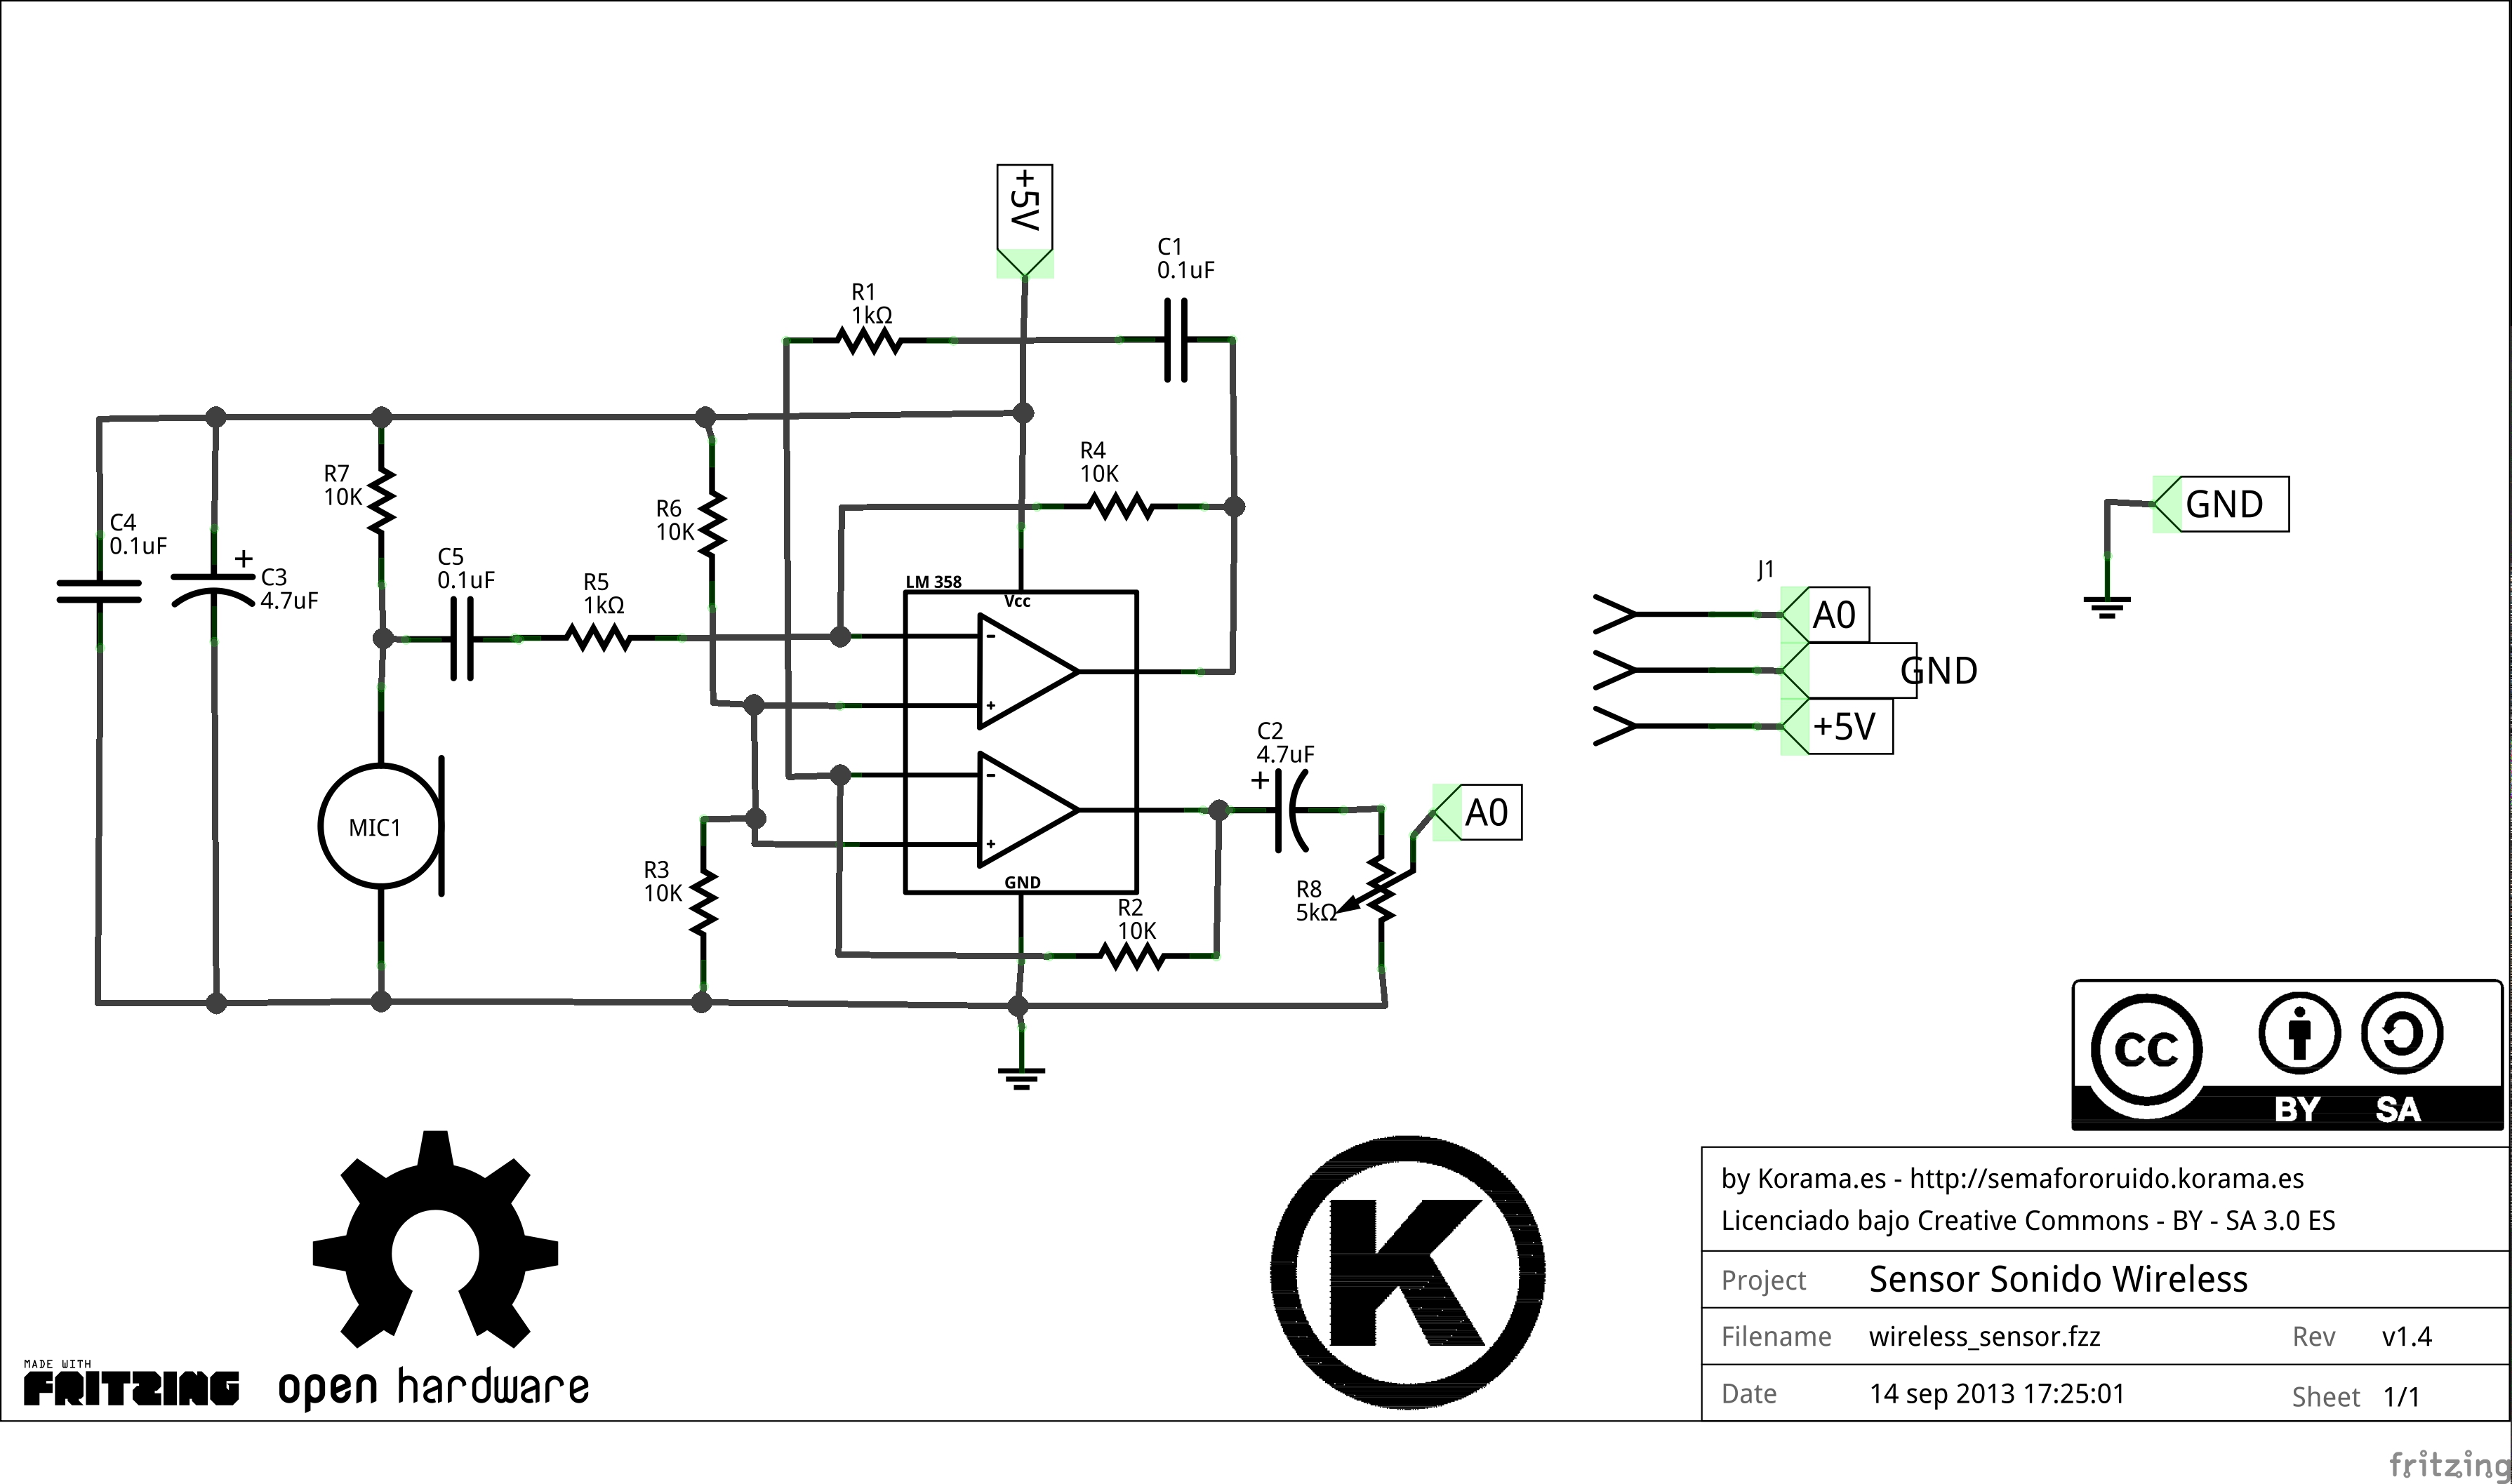 +5V
C1
0.1uF
R1
1kΩ
R4
10K
R7
10K
R6
10K
C4
0.1uF
+
C3
4.7uF
C5
0.1uF
R5
1kΩ
LM 358
Vcc
-
+
-
+
GND
MIC1
R3
10K
R2
10K
C2
4.7uF
+
R8
5kΩ
A0
J1
A0
GND
+5V
GND
CC
BY SA
by Korama.es - http://semafororuido.korama.es
Licenciado bajo Creative Commons - BY - SA 3.0 ES
Project Sensor Sonido Wireless
Filename wireless_sensor.fzz Rev v1.4
Date 14 sep 2013 17:25:01 Sheet 1/1
K
MADE WITH
FRITZING
open hardware
fritzing